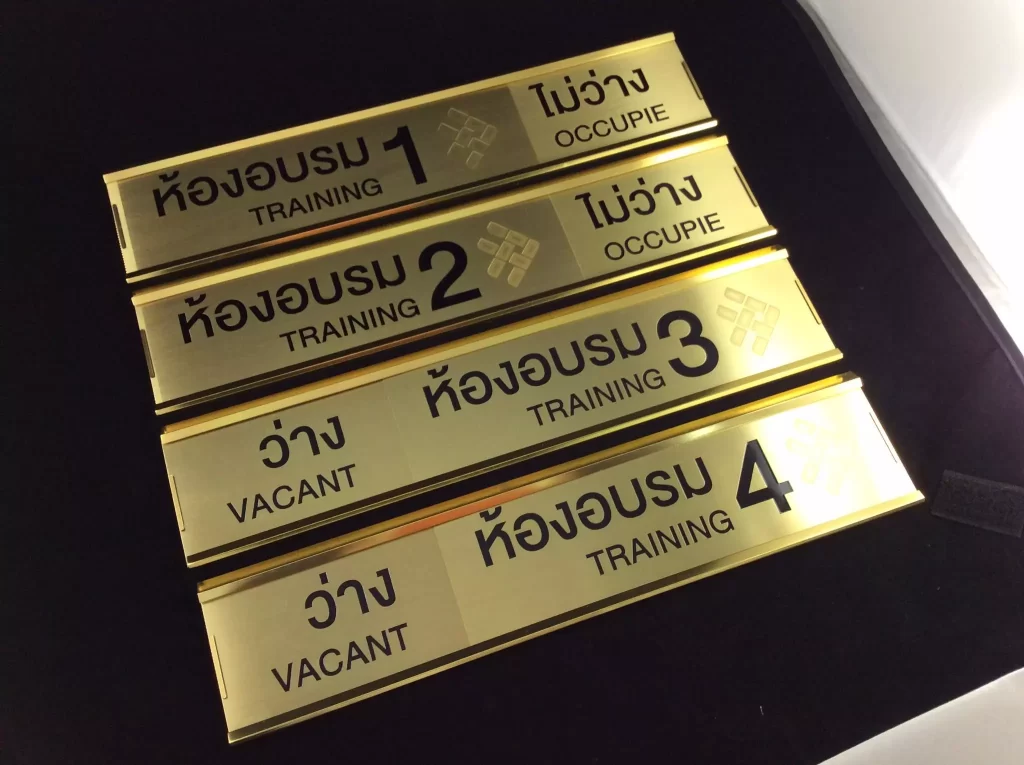 ห้องอบรม 1 ไม่ว่าง
TRAINING OCCUPIE
ห้องอบรม 2 ไม่ว่าง
TRAINING OCCUPIE
ว่าง ห้องอบรม 3
VACANT TRAINING
ว่าง ห้องอบรม 4
VACANT TRAINING